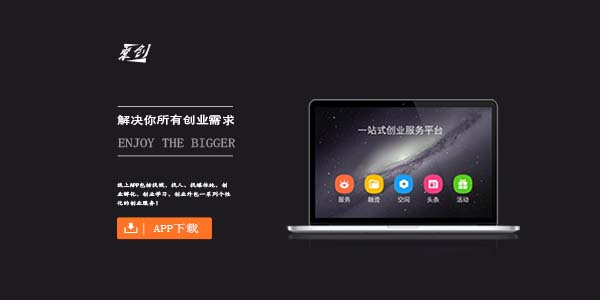 聚创
解决你所有创业需求
ENJOY THE BIGGER
线上APP包括找钱、找人、找媒体吐、创
业孵化、创业学习、创业外包一系列个性
化的创业服务!
APP下载
一站式创业服务平台
服务 融资 空间 头条 活动